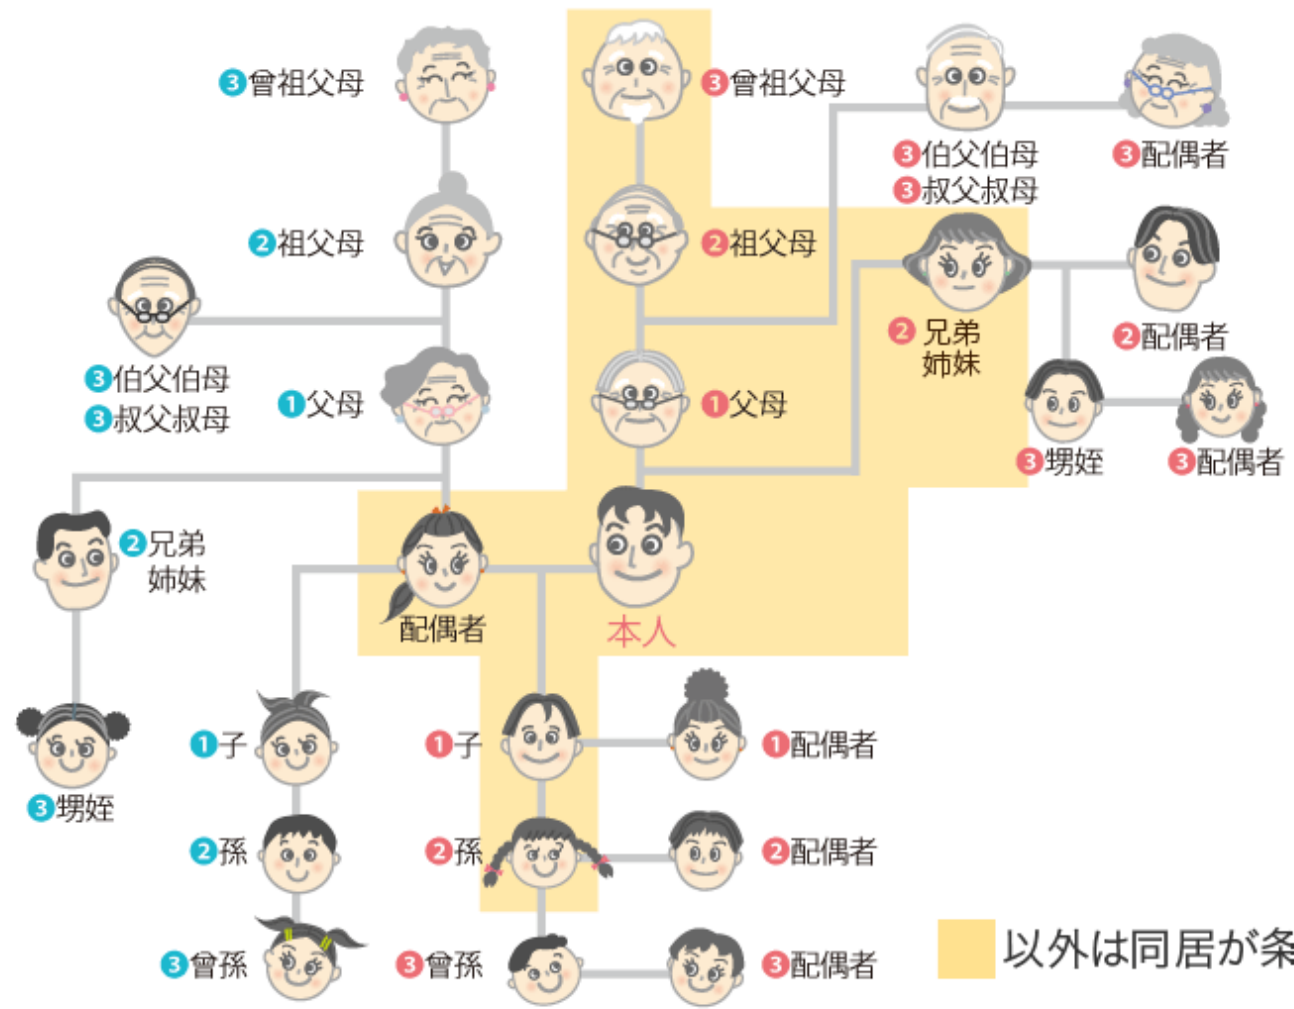 3曾祖父母
3曾祖父母
3伯父伯母
3叔父叔母
3配偶者
2祖父母
2祖父母
2兄弟
姉妹
2配偶者
3伯父伯母
3叔父叔母
1父母
1父母
3甥姪
3配偶者
2兄弟
姉妹
配偶者
本人
3甥姪
1子
1子
1配偶者
2孫
2孫
2配偶者
3曾孫
3曾孫
3配偶者
以外は同居が条